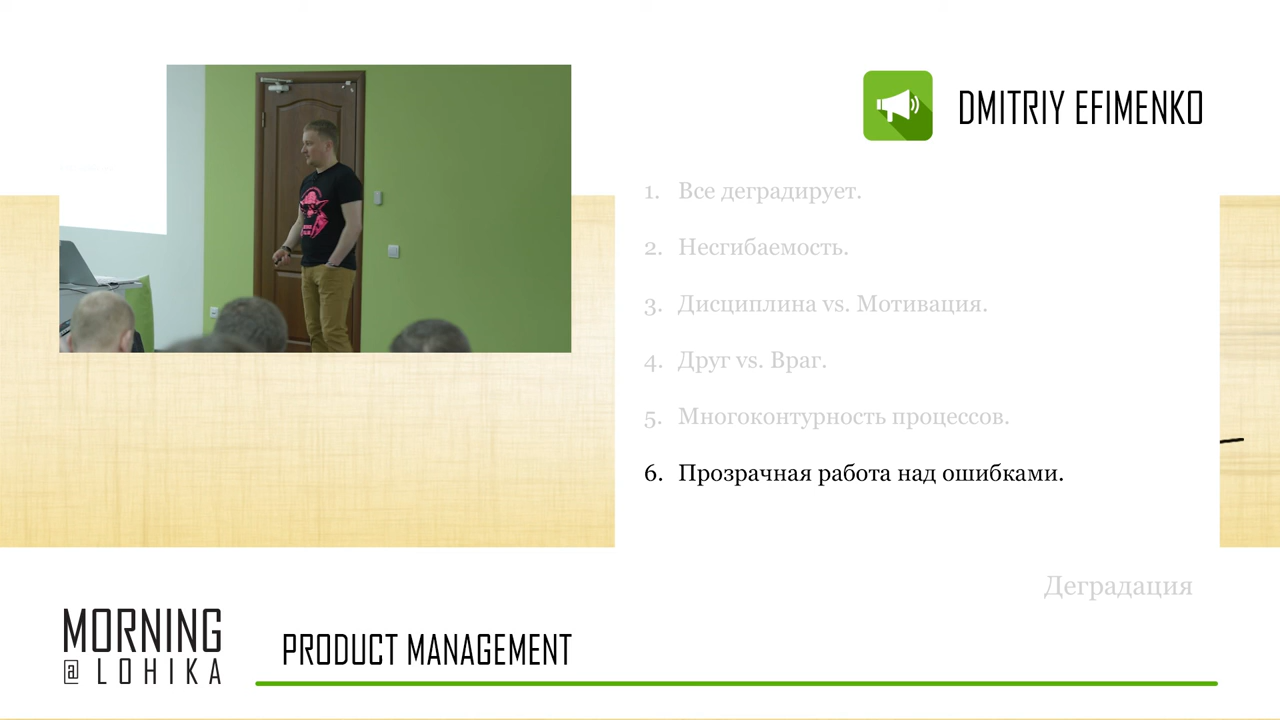 DMITRIY EFIMENKO
1. Все деградирует.
2. Несгибаемость.
3. Дисциплина vs. Мотивация.
4. Друг vs. Враг.
5. Многоконтурность процессов.
6. Прозрачная работа над ошибками.
Деградация
MORNING
@ LOHIKA
PRODUCT MANAGEMENT